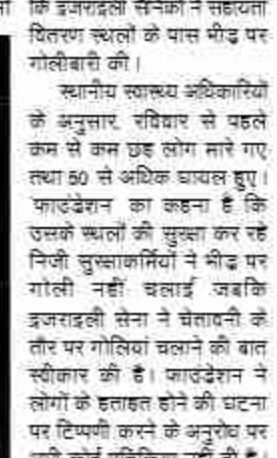 कि इजराइली सैनिकों ने सहायता
वितरण स्थलों के पास भीड़ पर
गोलीबारी की।
स्थानीय स्वास्थ्य अधिकारियों
के अनुसार, रविवार से पहले
कम से कम छह लोग मारे गए
तथा 50 से अधिक घायल हुए।
फाउंडेशन का कहना है कि
उसके स्थलों की सुरक्षा कर रहे
निजी सुरक्षाकर्मियों ने भीड़ पर
गोली नहीं चलाई जबकि
इजराइली सेना ने चेतावनी के
तौर पर गोलियां चलाने की बात
स्वीकार की है। फाउंडेशन ने
लोगों के हताहत होने की घटना
पर टिप्पणी करने के अनुरोध पर
कोई प्रतिक्रिया नहीं दी है।